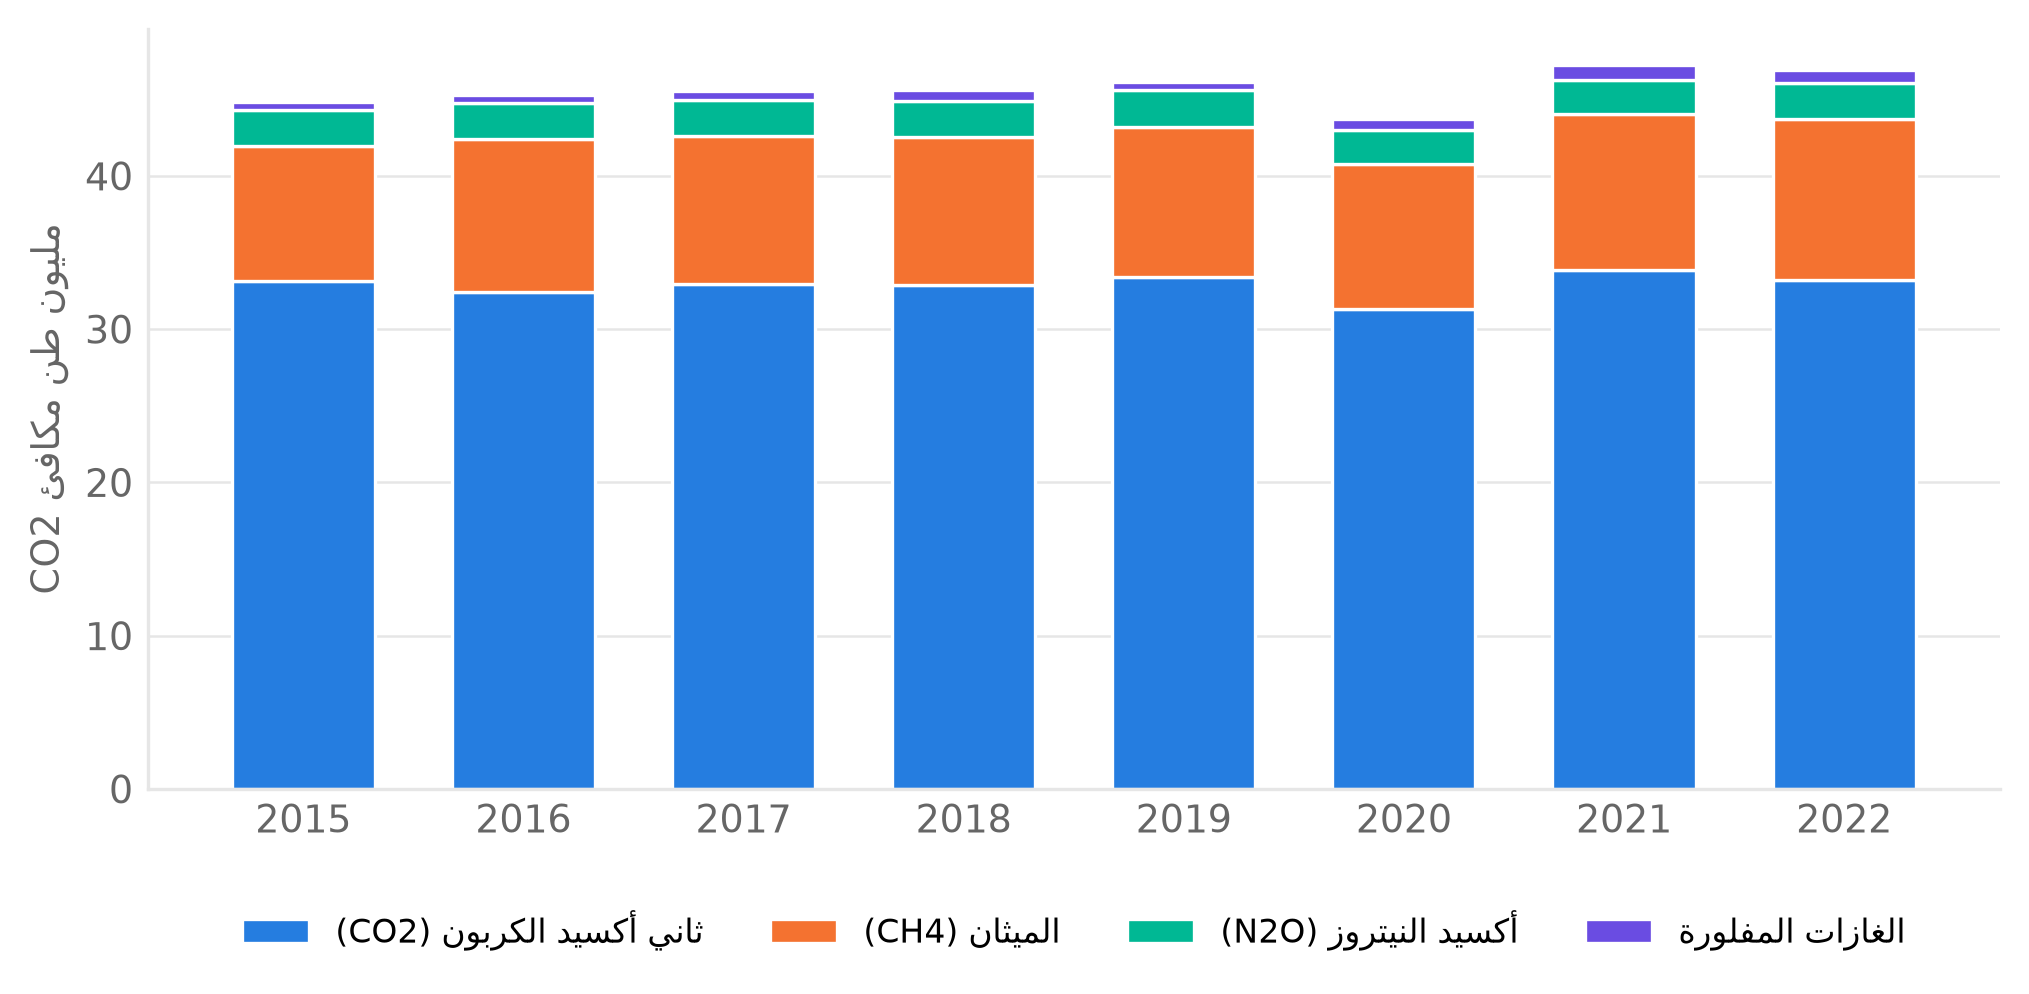 مليون طن مكافئ CO2
40
30
20
10
0
2015 2016 2017 2018 2019 2020 2021 2022
ثاني أكسيد الكربون (CO2)
الميثان (CH4)
أكسيد النيتروز (N2O)
الغازات المفلورة